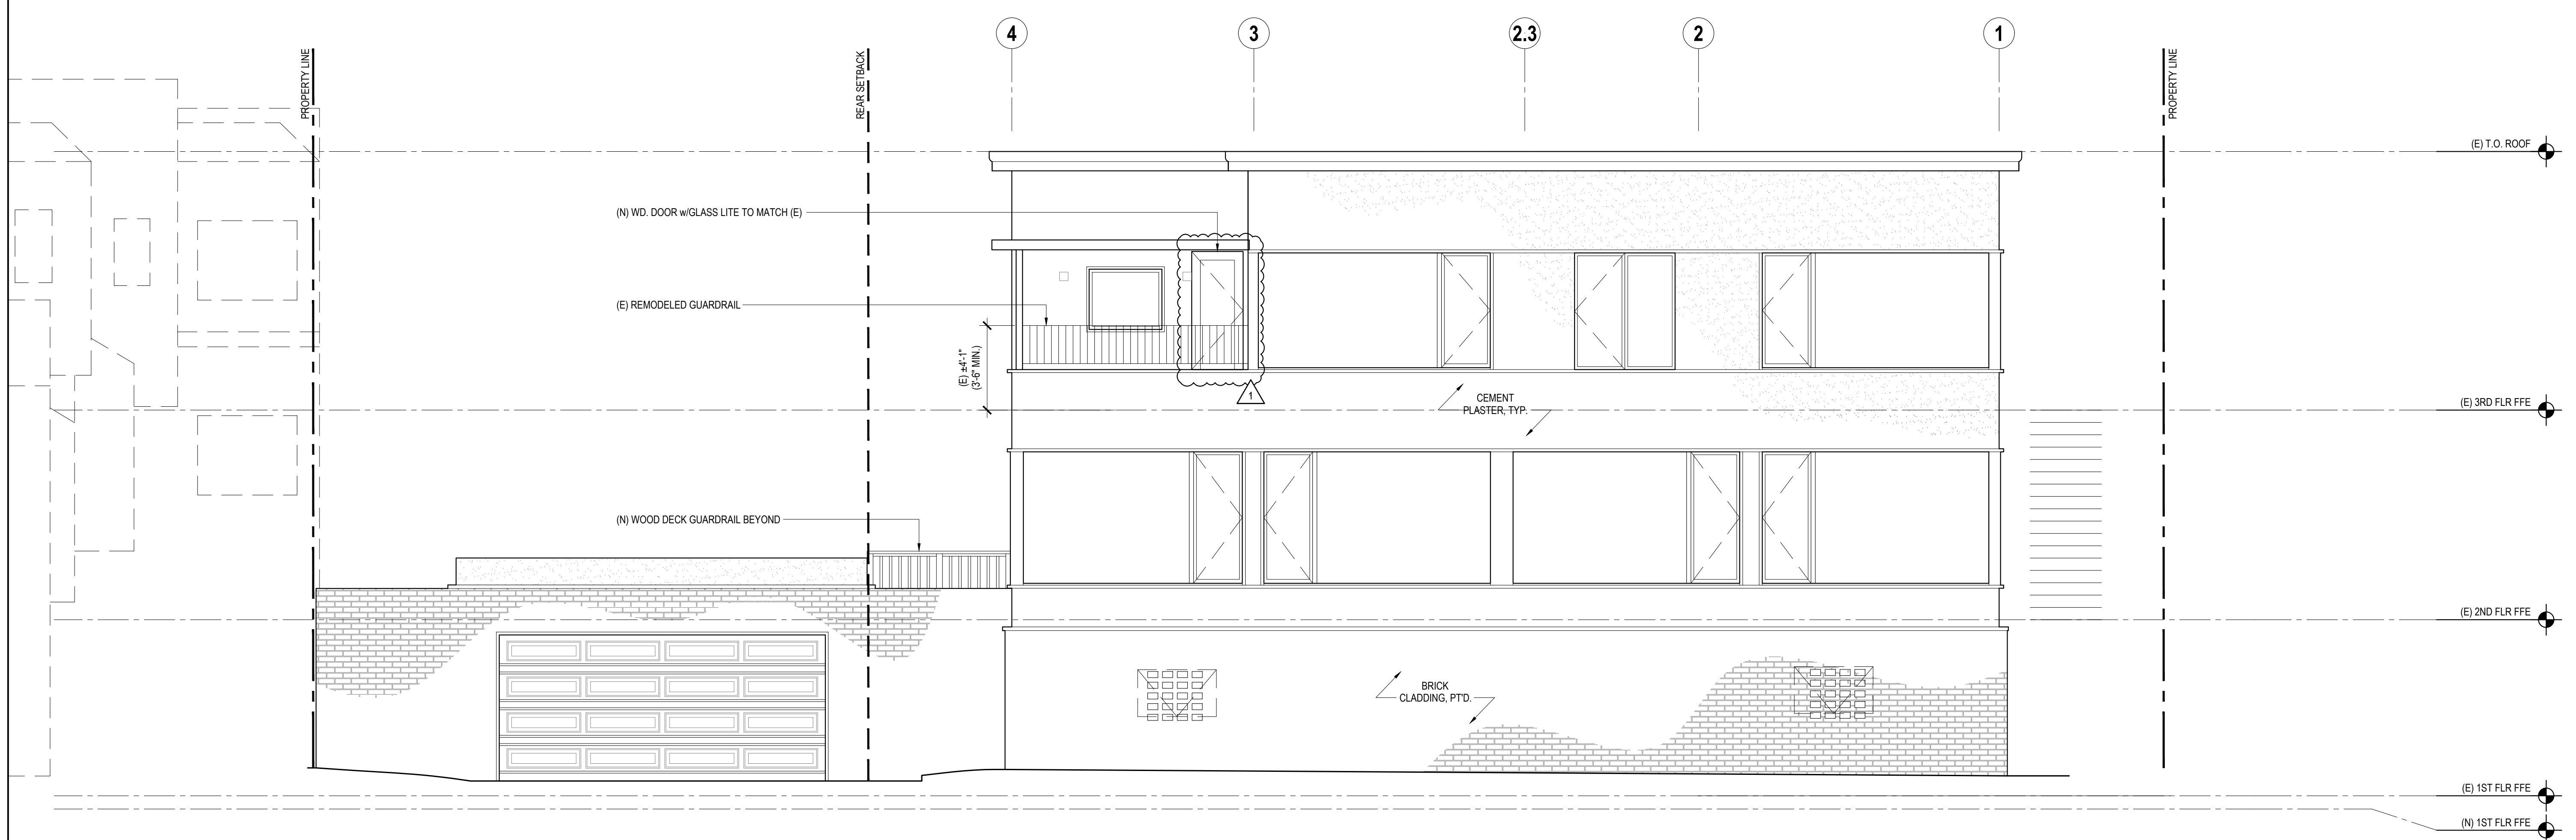 4
3
2.3
2
1
PROPERTY LINE
REAR SETBACK
PROPERTY LINE
(E) T.O. ROOF
(N) WD. DOOR w/GLASS LITE TO MATCH (E)
(E) REMODELED GUARDRAIL
(E) ±4'-1"
(3'-6" MIN.)
1
CEMENT
PLASTER, TYP.
(E) 3RD FLR FFE
(N) WOOD DECK GUARDRAIL BEYOND
(E) 2ND FLR FFE
BRICK
CLADDING, PT'D.
(E) 1ST FLR FFE
(N) 1ST FLR FFE